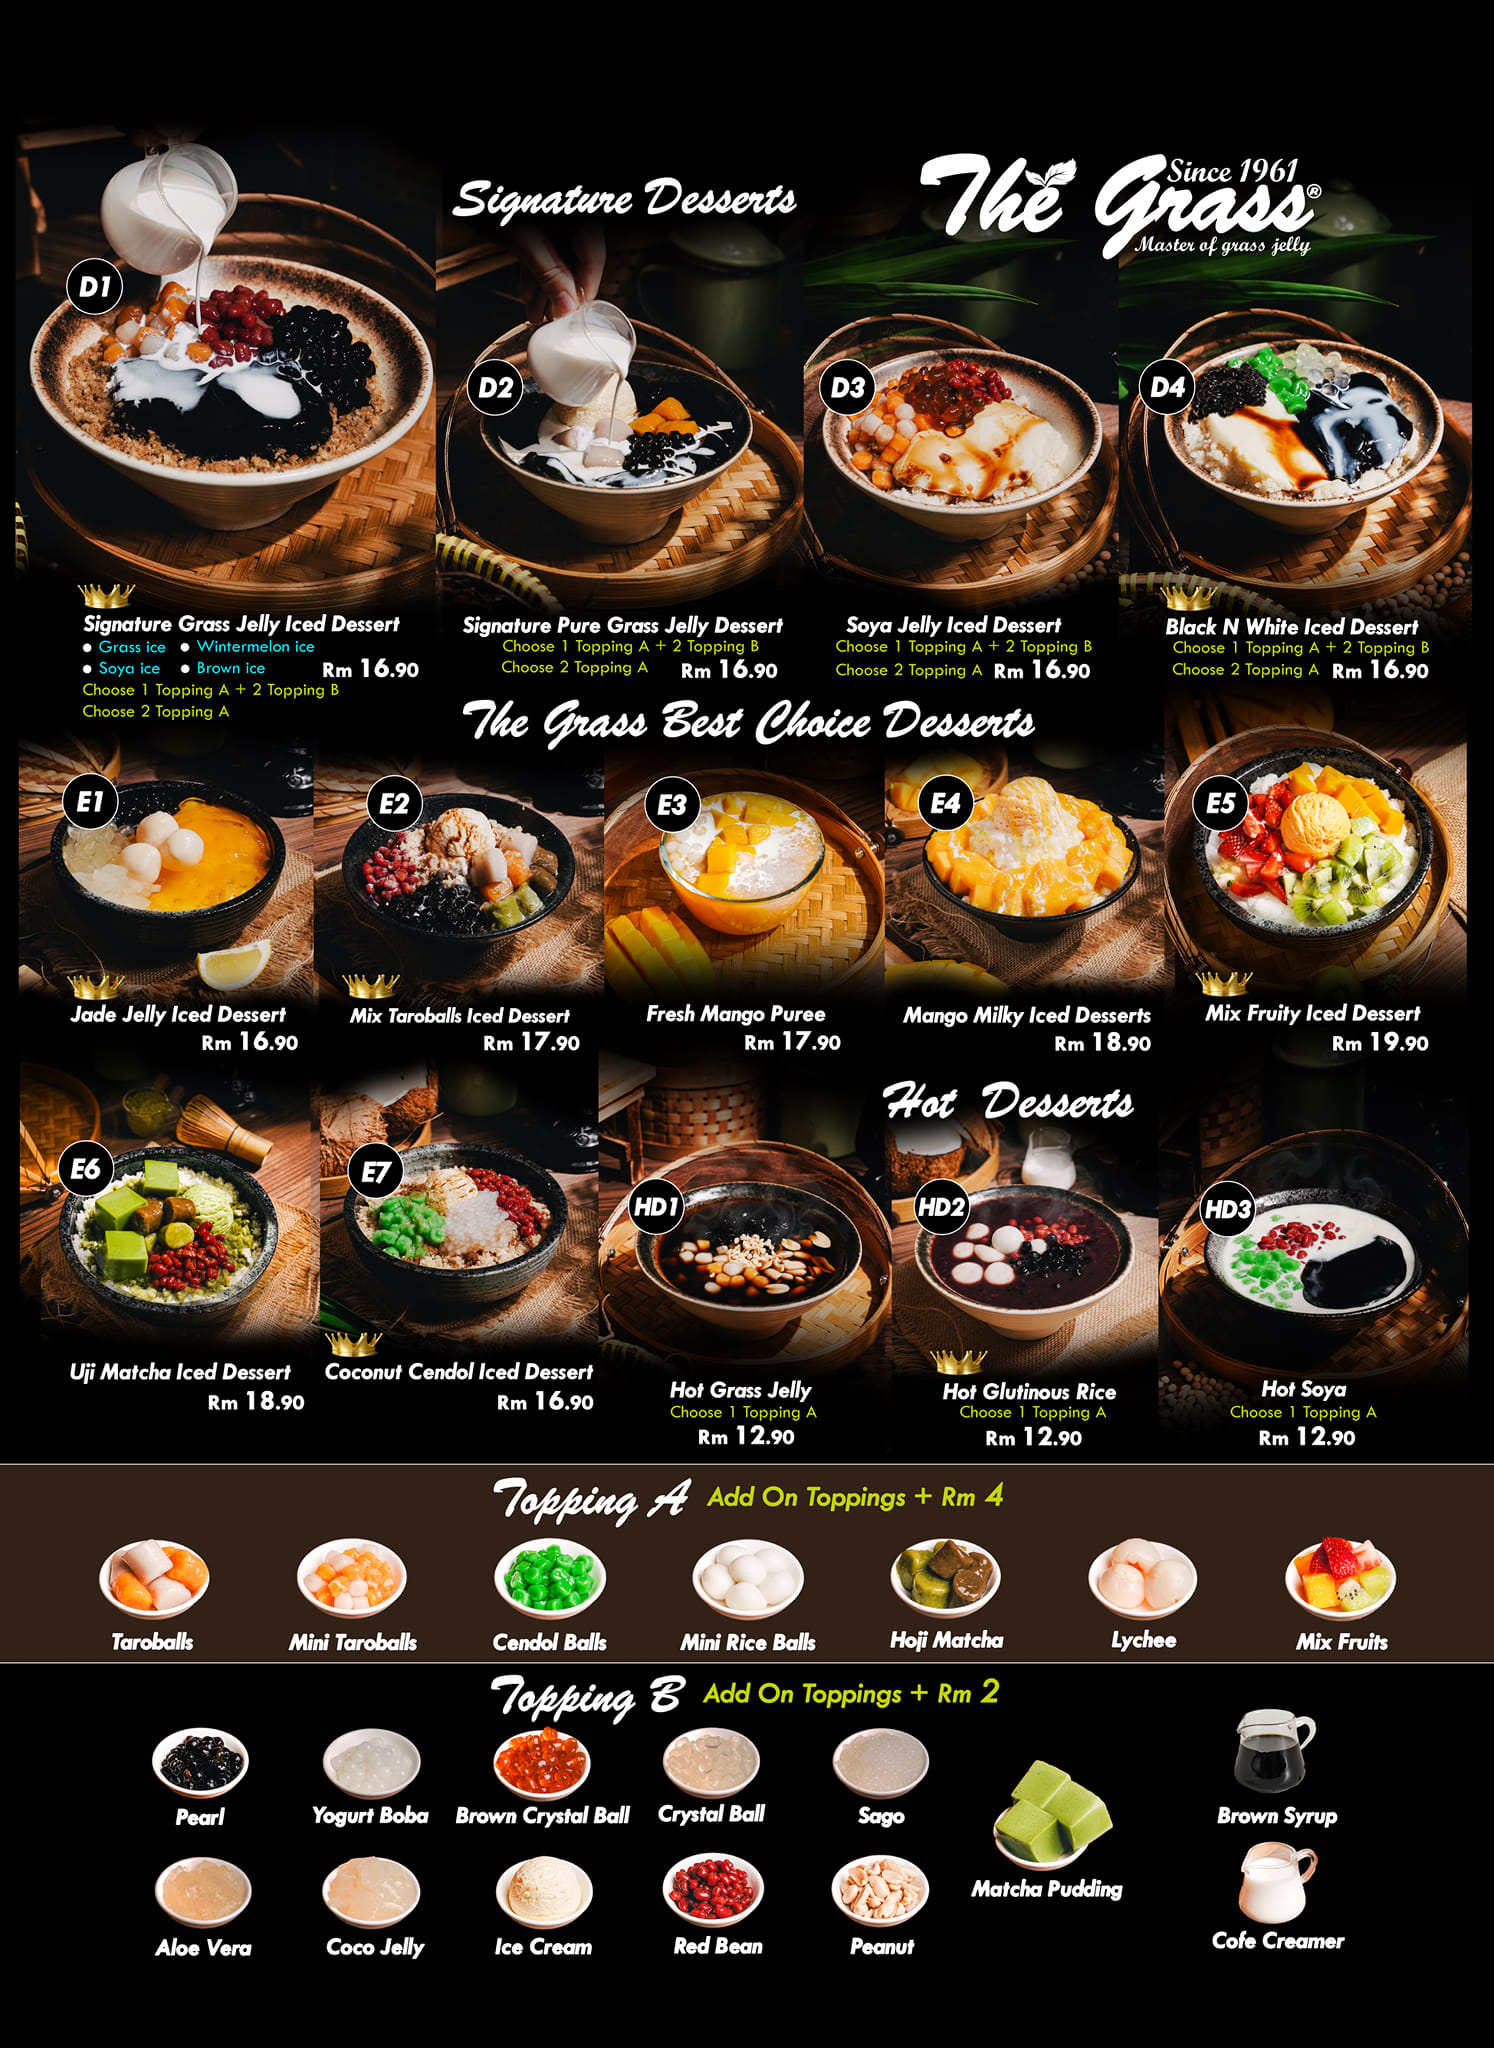 Signature Desserts
The Grass®
Since 1961
Master of grass jelly
D1
D2
D3
D4
Signature Grass Jelly Iced Dessert
• Grass ice • Wintermelon ice
• Soya ice • Brown ice
Rm 16.90
Choose 1 Topping A + 2 Topping B
Choose 2 Topping A
Signature Pure Grass Jelly Dessert
Choose 1 Topping A + 2 Topping B
Choose 2 Topping A
Rm 16.90
Soya Jelly Iced Dessert
Choose 1 Topping A + 2 Topping B
Choose 2 Topping A
Rm 16.90
Black N White Iced Dessert
Choose 1 Topping A + 2 Topping B
Choose 2 Topping A
Rm 16.90
The Grass Best Choice Desserts
E1
E2
E3
E4
E5
Jade Jelly Iced Dessert
Rm 16.90
Mix Taroballs Iced Dessert
Rm 17.90
Fresh Mango Puree
Rm 17.90
Mango Milky Iced Desserts
Rm 18.90
Mix Fruity Iced Dessert
Rm 19.90
Hot Desserts
E6
E7
HD1
HD2
HD3
Uji Matcha Iced Dessert
Rm 18.90
Coconut Cendol Iced Dessert
Rm 16.90
Hot Grass Jelly
Choose 1 Topping A
Rm 12.90
Hot Glutinous Rice
Choose 1 Topping A
Rm 12.90
Hot Soya
Choose 1 Topping A
Rm 12.90
Topping A Add On Toppings + Rm 4
Taroballs
Mini Taroballs
Cendol Balls
Mini Rice Balls
Hoji Matcha
Lychee
Mix Fruits
Topping B Add On Toppings + Rm 2
Pearl
Yogurt Boba
Brown Crystal Ball
Crystal Ball
Sago
Brown Syrup
Matcha Pudding
Aloe Vera
Coco Jelly
Ice Cream
Red Bean
Peanut
Cofe Creamer